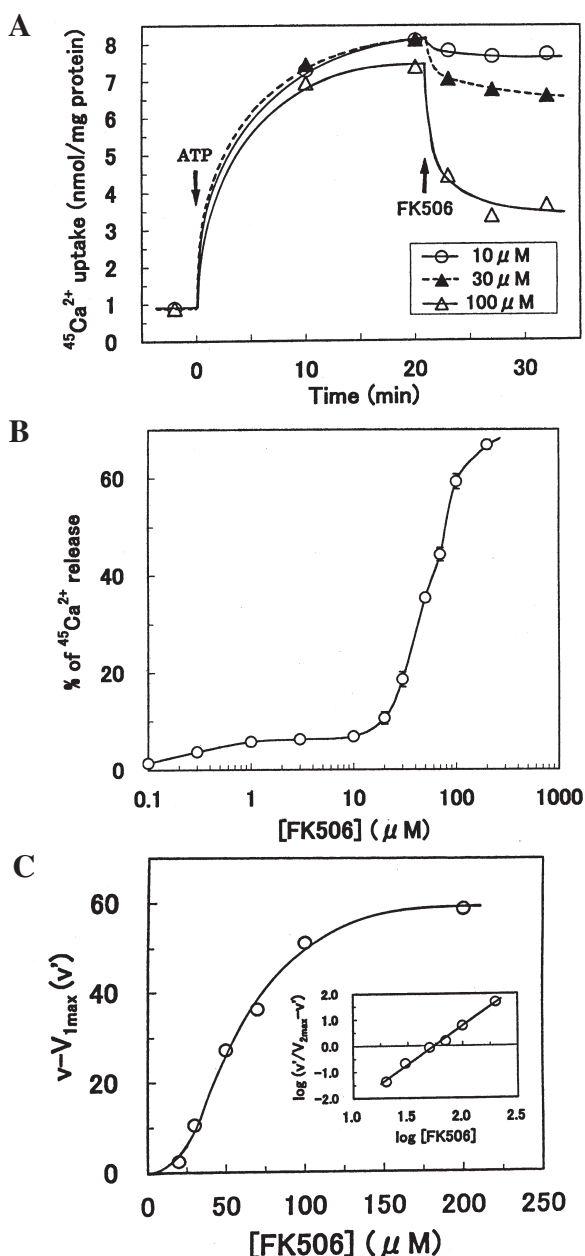 A
⁴⁵Ca²⁺ uptake (nmol/mg protein)
8
7
6
5
4
3
2
1
0
ATP
FK506
10 μM
30 μM
100 μM
0
10
20
30
Time (min)
B
% of ⁴⁵Ca²⁺ release
60
40
20
0
0.1
1
10
100
1000
[FK506] (μM)
C
v-V1max (v')
60
40
20
0
log (v'/V2max-v')
2.0
1.0
0.0
-1.0
-2.0
1.0
1.5
2.0
2.5
log [FK506]
0
50
100
150
200
250
[FK506] (μM)